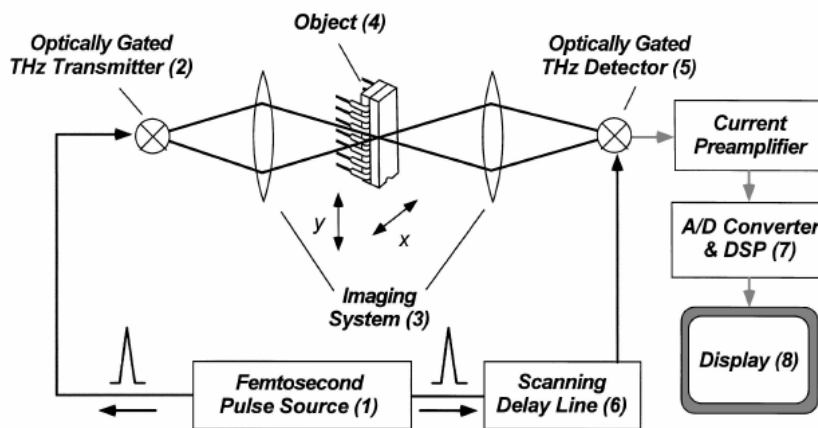 Object (4)
Optically Gated
THz Transmitter (2)
Optically Gated
THz Detector (5)
Current
Preamplifier
y
x
A/D Converter
& DSP (7)
Imaging
System (3)
Display (8)
Femtosecond
Pulse Source (1)
Scanning
Delay Line (6)